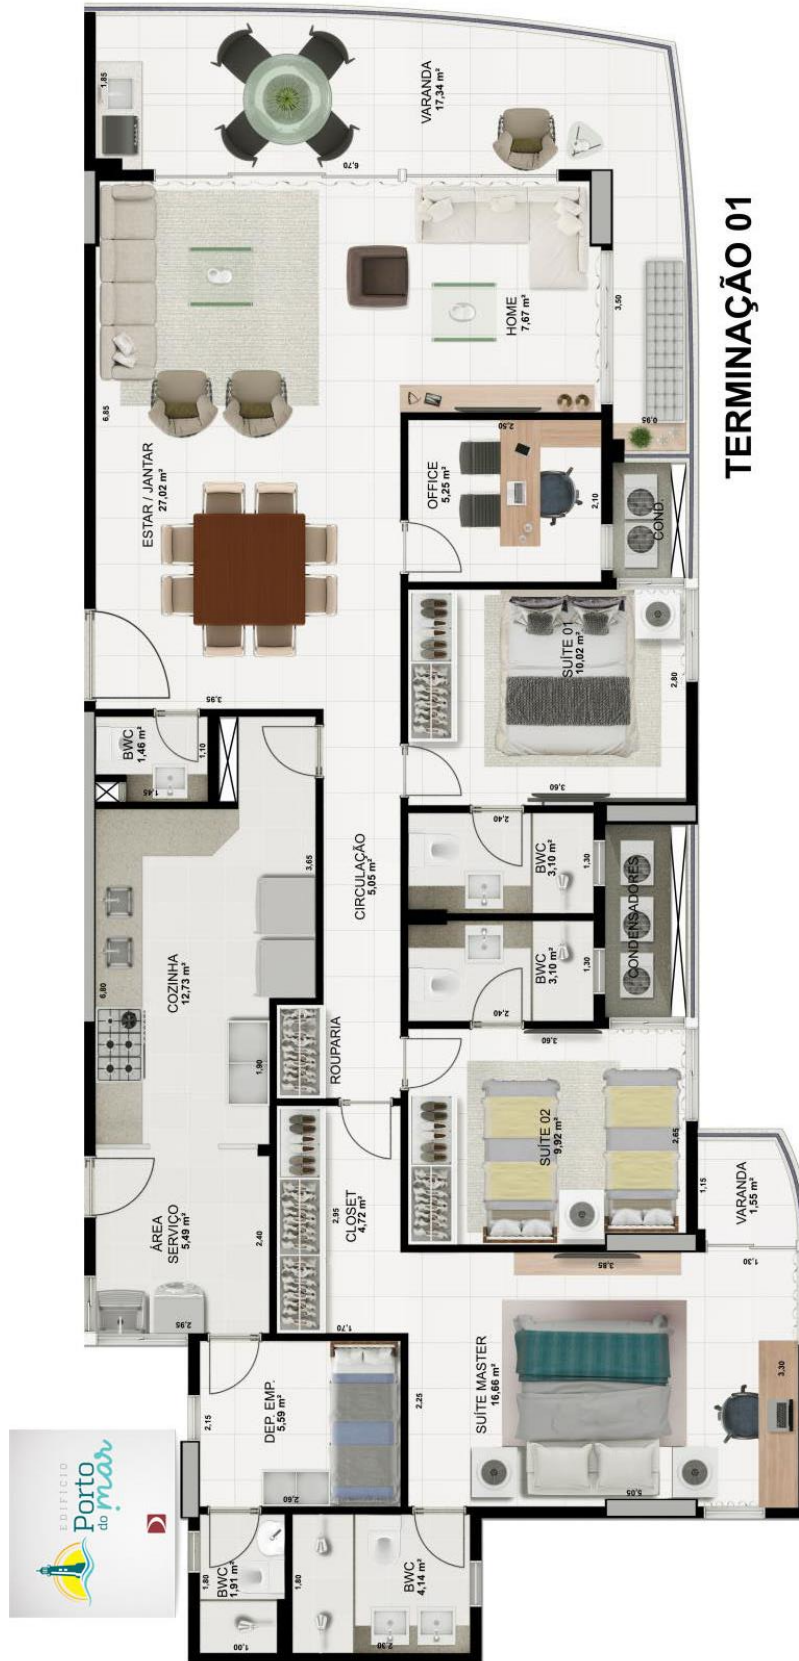 TERMINAÇÃO 01
EDIFÍCIO
Porto
do mar
VARANDA
17,34 m²
1,85
6,70
HOME
7,67 m²
3,50
0,95
ESTAR / JANTAR
27,02 m²
6,85
3,95
OFFICE
5,25 m²
2,50
2,10
COND.
SUÍTE 01
10,02 m²
2,80
3,60
BWC
1,46 m²
1,10
1,45
COZINHA
12,73 m²
6,80
3,65
1,90
CIRCULAÇÃO
5,05 m²
BWC
3,10 m²
2,40
1,30
BWC
3,10 m²
2,40
1,30
CONDENSADORES
ROUPARIA
SUÍTE 02
9,92 m²
3,60
2,65
CLOSET
4,72 m²
2,95
1,70
ÁREA
SERVIÇO
5,49 m²
2,40
2,95
VARANDA
1,55 m²
1,15
1,30
SUÍTE MASTER
16,66 m²
3,85
2,25
3,30
5,05
DEP. EMP.
5,59 m²
2,15
2,60
BWC
1,91 m²
1,80
1,00
BWC
4,14 m²
1,80
2,30